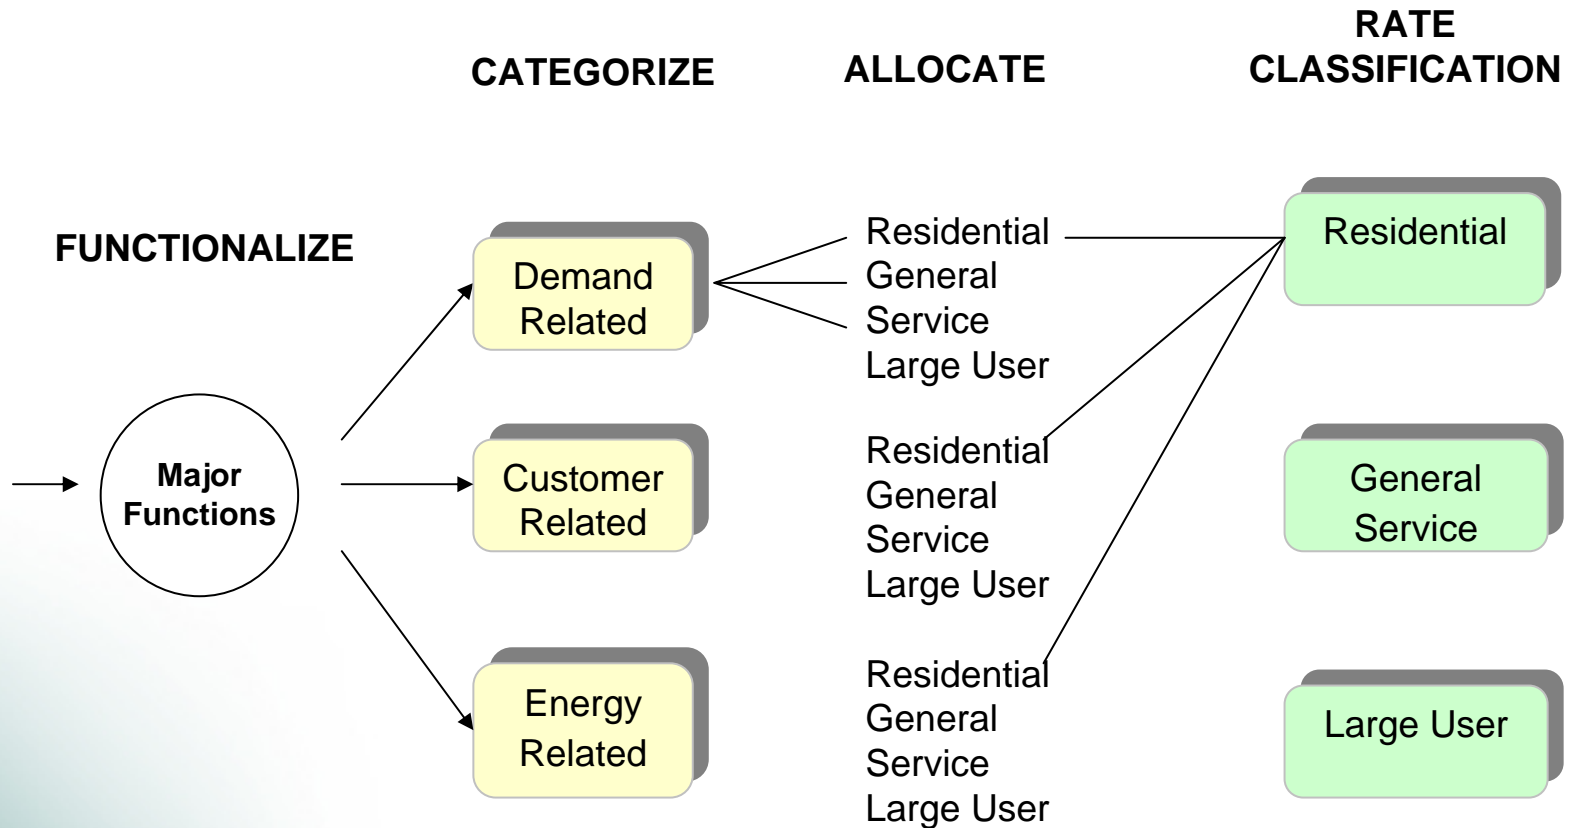 RATE
CLASSIFICATION
CATEGORIZE
ALLOCATE
FUNCTIONALIZE
Major
Functions
Demand
Related
Customer
Related
Energy
Related
Residential
General
Service
Large User
Residential
General
Service
Large User
Residential
General
Service
Large User
Residential
General
Service
Large User